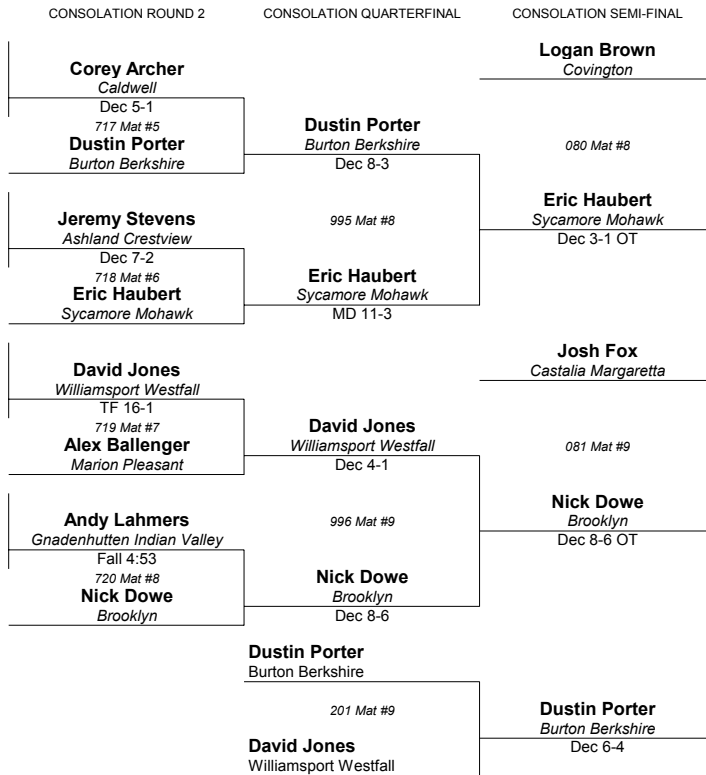 CONSOLATION ROUND 2
CONSOLATION QUARTERFINAL
CONSOLATION SEMI-FINAL
Corey Archer
Caldwell
Dec 5-1
717 Mat #5
Dustin Porter
Burton Berkshire
Jeremy Stevens
Ashland Crestview
Dec 7-2
718 Mat #6
Eric Haubert
Sycamore Mohawk
David Jones
Williamsport Westfall
TF 16-1
719 Mat #7
Alex Ballenger
Marion Pleasant
Andy Lahmers
Gnadenhutten Indian Valley
Fall 4:53
720 Mat #8
Nick Dowe
Brooklyn
Dustin Porter
Burton Berkshire
Dec 8-3
995 Mat #8
Eric Haubert
Sycamore Mohawk
MD 11-3
David Jones
Williamsport Westfall
Dec 4-1
996 Mat #9
Nick Dowe
Brooklyn
Dec 8-6
Logan Brown
Covington
080 Mat #8
Eric Haubert
Sycamore Mohawk
Dec 3-1 OT
Josh Fox
Castalia Margaretta
081 Mat #9
Nick Dowe
Brooklyn
Dec 8-6 OT
Dustin Porter
Burton Berkshire
201 Mat #9
David Jones
Williamsport Westfall
Dustin Porter
Burton Berkshire
Dec 6-4